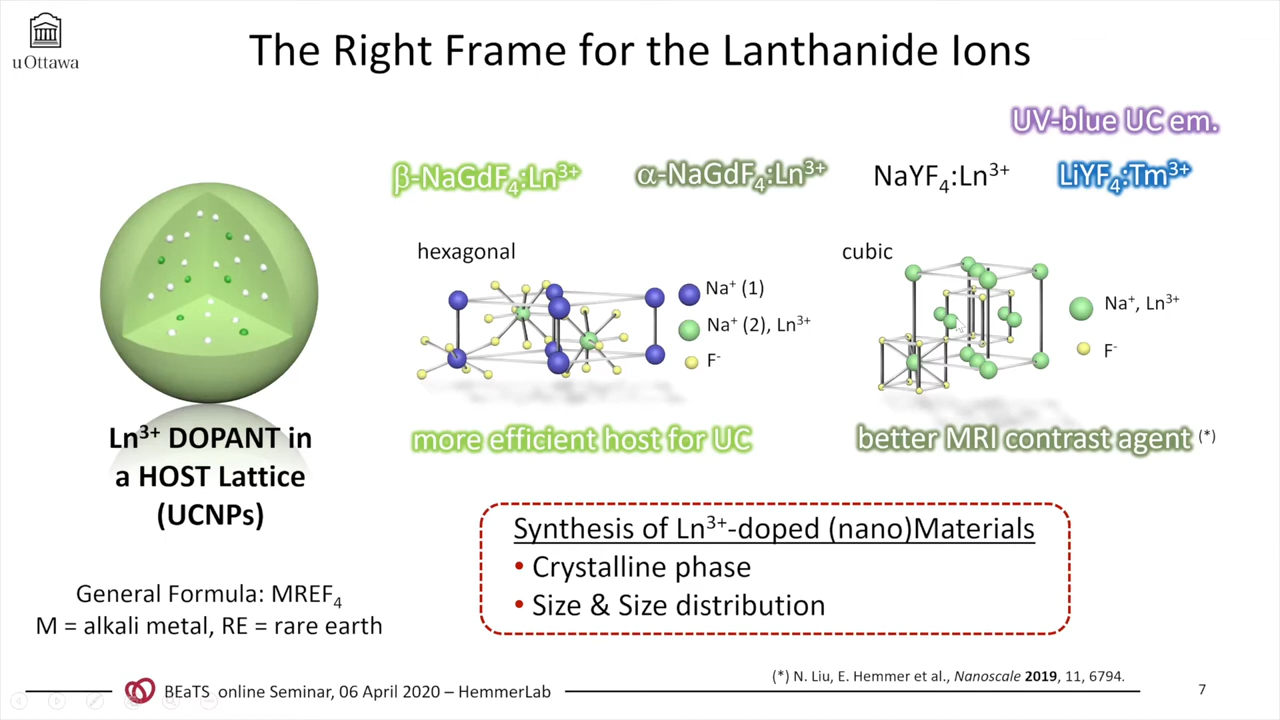 uOttawa
The Right Frame for the Lanthanide Ions
UV-blue UC em.
β-NaGdF₄:Ln³⁺
α-NaGdF₄:Ln³⁺
NaYF₄:Ln³⁺
LiYF₄:Tm³⁺
hexagonal
Na⁺ (1)
Na⁺ (2), Ln³⁺
F⁻
cubic
Na⁺, Ln³⁺
F⁻
more efficient host for UC
better MRI contrast agent (*)
Ln³⁺ DOPANT in
a HOST Lattice
(UCNPs)
General Formula: MREF₄
M = alkali metal, RE = rare earth
Synthesis of Ln³⁺-doped (nano)Materials
• Crystalline phase
• Size & Size distribution
(*) N. Liu, E. Hemmer et al., Nanoscale 2019, 11, 6794.
BEaTS online Seminar, 06 April 2020 – HemmerLab
7